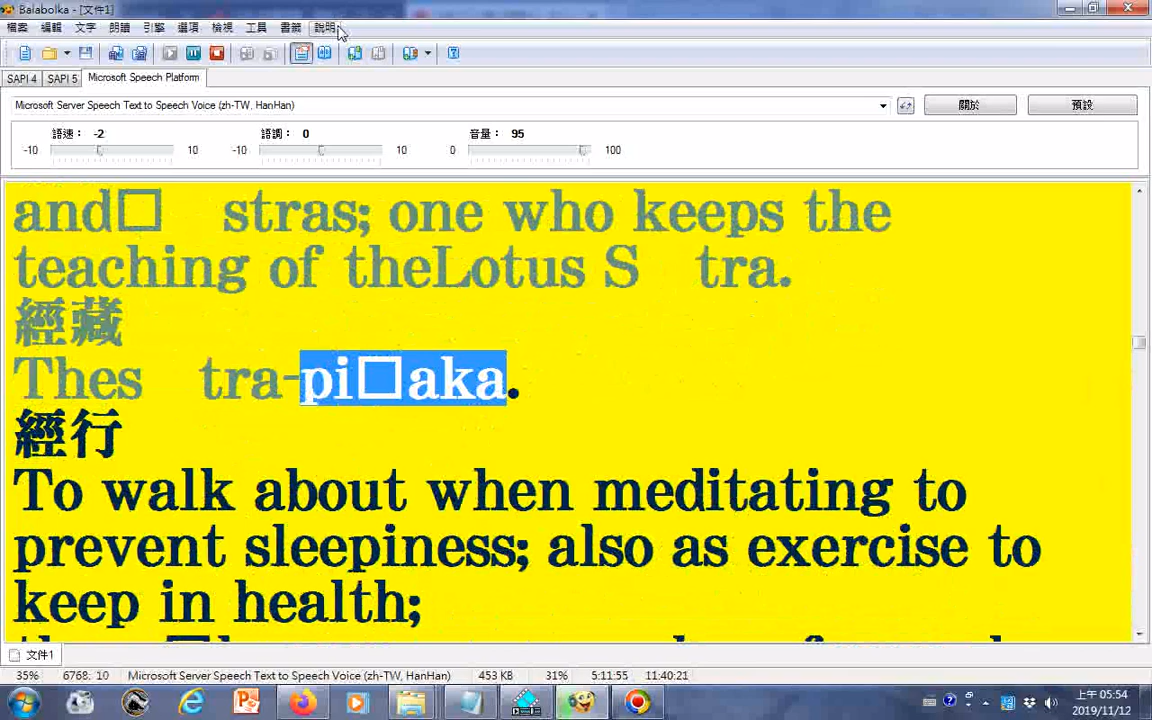 Balabolka - [文件1]
檔案 編輯 文字 朗讀 引擎 選項 檢視 工具 書籤 說明
SAPI 4 SAPI 5 Microsoft Speech Platform
Microsoft Server Speech Text to Speech Voice (zh-TW, HanHan) 關於 預設
語速： -2 語調： 0 音量： 95
-10 10 -10 10 0 100
and□ stras; one who keeps the
teaching of theLotus S tra.
經藏
Thes tra-pi□aka.
經行
To walk about when meditating to
prevent sleepiness; also as exercise to
keep in health;
文件1
35% 6768: 10 Microsoft Server Speech Text to Speech Voice (zh-TW, HanHan) 453 KB 31% 5:11:55 11:40:21
上午 05:54
2019/11/12